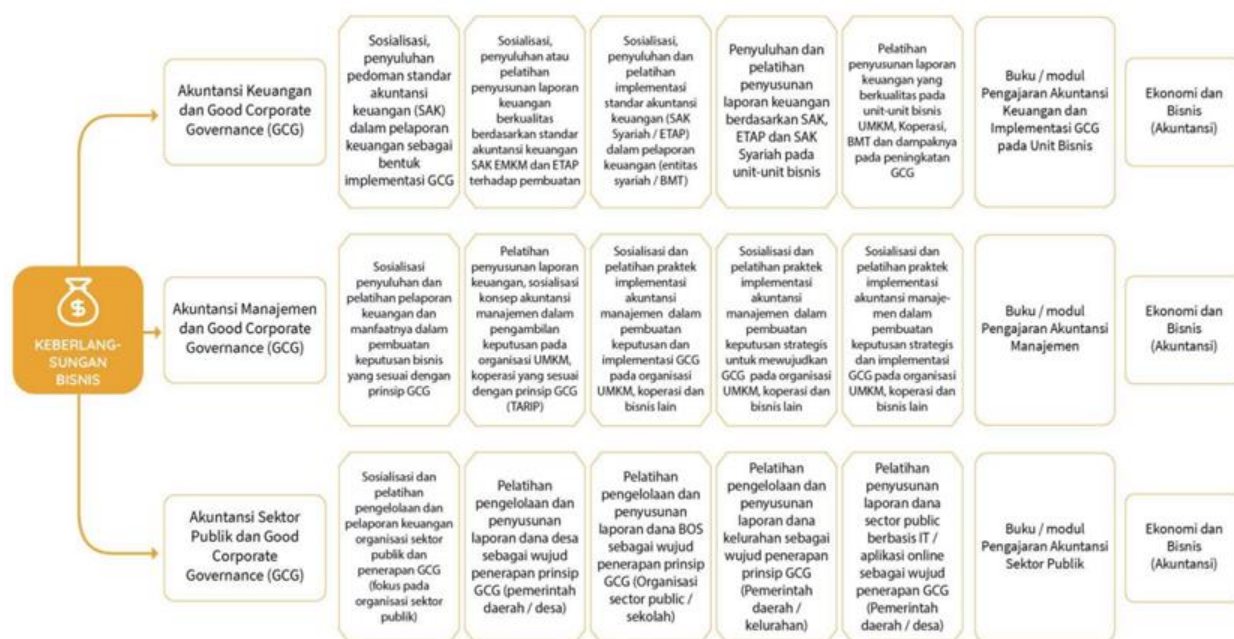 KEBERLANG-
SUNGAN
BISNIS
Akuntansi Keuangan
dan Good Corporate
Governance (GCG)
Sosialisasi,
penyuluhan
pedoman standar
akuntansi
keuangan (SAK)
dalam pelaporan
keuangan sebagai
bentuk
implementasi GCG
Sosialisasi,
penyuluhan atau
pelatihan
penyusunan laporan
keuangan
berkualitas
berdasarkan standar
akuntansi keuangan
SAK EMKM dan ETAP
terhadap pembuatan
Sosialisasi,
penyuluhan dan
pelatihan
implementasi
standar akuntansi
keuangan (SAK
Syariah / ETAP)
dalam pelaporan
keuangan (entitas
syariah / BMT)
Penyuluhan dan
pelatihan
penyusunan
laporan keuangan
berdasarkan SAK,
ETAP dan SAK
Syariah pada
unit-unit bisnis
Pelatihan
penyusunan laporan
keuangan yang
berkualitas pada
unit-unit bisnis
UMKM, Koperasi,
BMT dan dampaknya
pada peningkatan
GCG
Buku / modul
Pengajaran Akuntansi
Keuangan dan
Implementasi GCG
pada Unit Bisnis
Ekonomi dan
Bisnis
(Akuntansi)
Akuntansi Manajemen
dan Good Corporate
Governance (GCG)
Sosialisasi
penyuluhan dan
pelatihan pelaporan
keuangan dan
manfaatnya dalam
pembuatan
keputusan bisnis
yang sesuai dengan
prinsip GCG
Pelatihan
penyusunan laporan
keuangan, sosialisasi
konsep akuntansi
manajemen dalam
pengambilan
keputusan pada
organisasi UMKM,
koperasi yang sesuai
dengan prinsip GCG
(TARIP)
Sosialisasi dan
pelatihan praktek
implementasi
akuntansi
manajemen dalam
pembuatan
keputusan dan
implementasi GCG
pada organisasi
UMKM, koperasi dan
bisnis lain
Sosialisasi dan
pelatihan praktek
implementasi
akuntansi
manajemen dalam
pembuatan
keputusan strategis
untuk mewujudkan
GCG pada organisasi
UMKM, koperasi dan
bisnis lain
Sosialisasi dan
pelatihan praktek
implementasi
akuntansi manaje-
men dalam
pembuatan
keputusan strategis
dan implementasi
GCG pada organisasi
UMKM, koperasi dan
bisnis lain
Buku / modul
Pengajaran Akuntansi
Manajemen
Ekonomi dan
Bisnis
(Akuntansi)
Akuntansi Sektor
Publik dan Good
Corporate
Governance (GCG)
Sosialisasi dan
pelatihan
pengelolaan dan
pelaporan keuangan
organisasi sektor
publik dan
penerapan GCG
(fokus pada
organisasi sektor
publik)
Pelatihan
pengelolaan dan
penyusunan
laporan dana desa
sebagai wujud
penerapan prinsip
GCG (pemerintah
daerah / desa)
Pelatihan
pengelolaan dan
penyusunan
laporan dana BOS
sebagai wujud
penerapan prinsip
GCG (Organisasi
sector public /
sekolah)
Pelatihan
pengelolaan dan
penyusunan
laporan dana
kelurahan sebagai
wujud penerapan
prinsip GCG
(Pemerintah
daerah /
kelurahan)
Pelatihan
penyusunan
laporan dana
sector public
berbasis IT /
aplikasi online
sebagai wujud
penerapan GCG
(Pemerintah
daerah / desa)
Buku / modul
Pengajaran Akuntansi
Sektor Publik
Ekonomi dan
Bisnis
(Akuntansi)